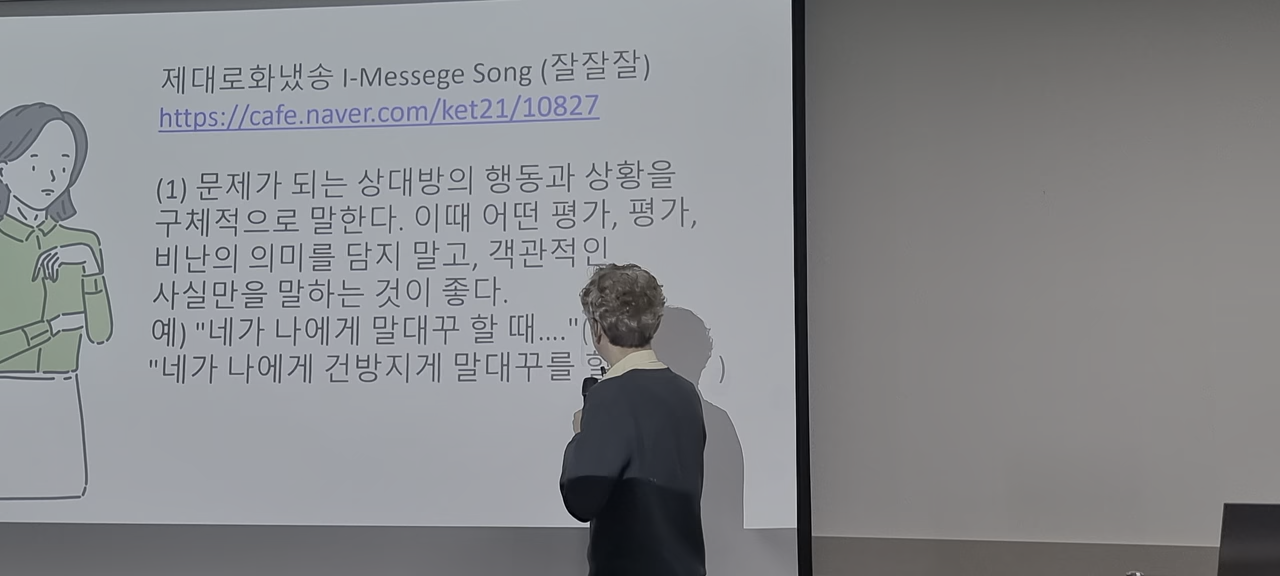 제대로화냈송 I-Messege Song (잘잘잘)
https://cafe.naver.com/ket21/10827
(1) 문제가 되는 상대방의 행동과 상황을
구체적으로 말한다. 이때 어떤 평가, 평가,
비난의 의미를 담지 말고, 객관적인
사실만을 말하는 것이 좋다.
예) "네가 나에게 말대꾸 할 때...."(
"네가 나에게 건방지게 말대꾸를 )